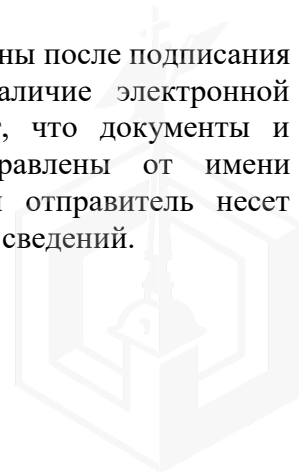 ны после подписания
аличие электронной
, что документы и
равлены от имени
отправитель несет
сведений.